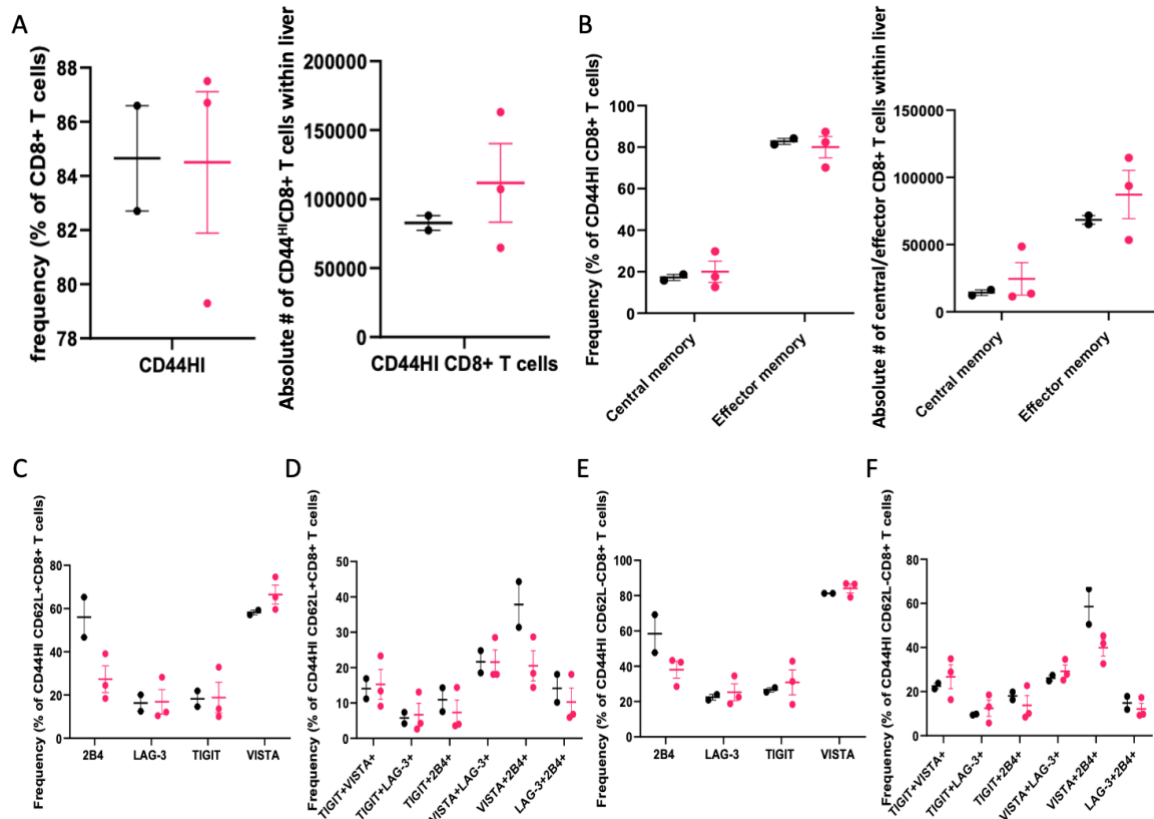 A
frequency (% of CD8+ T cells)
88
86
84
82
80
78
CD44HI
Absolute # of CD44HICD8+ T cells within liver
200000
150000
100000
50000
0
CD44HI CD8+ T cells
B
Frequency (% of CD44HI CD8+ T cells)
100
80
60
40
20
0
Central memory
Effector memory
Absolute # of central/effector CD8+ T cells within liver
150000
100000
50000
0
Central memory
Effector memory
C
Frequency (% of CD44HI CD62L+CD8+ T cells)
80
60
40
20
0
2B4
LAG-3
TIGIT
VISTA
D
Frequency (% of CD44HI CD62L+CD8+ T cells)
50
40
30
20
10
0
TIGIT+VISTA+
TIGIT+LAG-3+
TIGIT+2B4+
VISTA+LAG-3+
VISTA+2B4+
LAG-3+2B4+
E
Frequency (% of CD44HI CD62L-CD8+ T cells)
100
80
60
40
20
0
2B4
LAG-3
TIGIT
VISTA
F
Frequency (% of CD44HI CD62L-CD8+ T cells)
80
60
40
20
0
TIGIT+VISTA+
TIGIT+LAG-3+
TIGIT+2B4+
VISTA+LAG-3+
VISTA+2B4+
LAG-3+2B4+